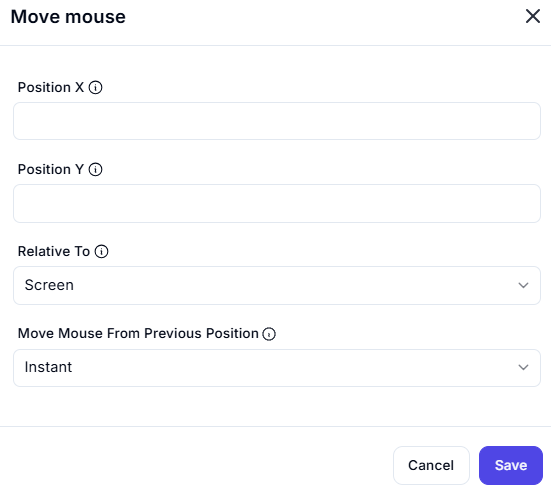 Move mouse
Position X
Position Y
Relative To
Screen
Move Mouse From Previous Position
Instant
Cancel
Save